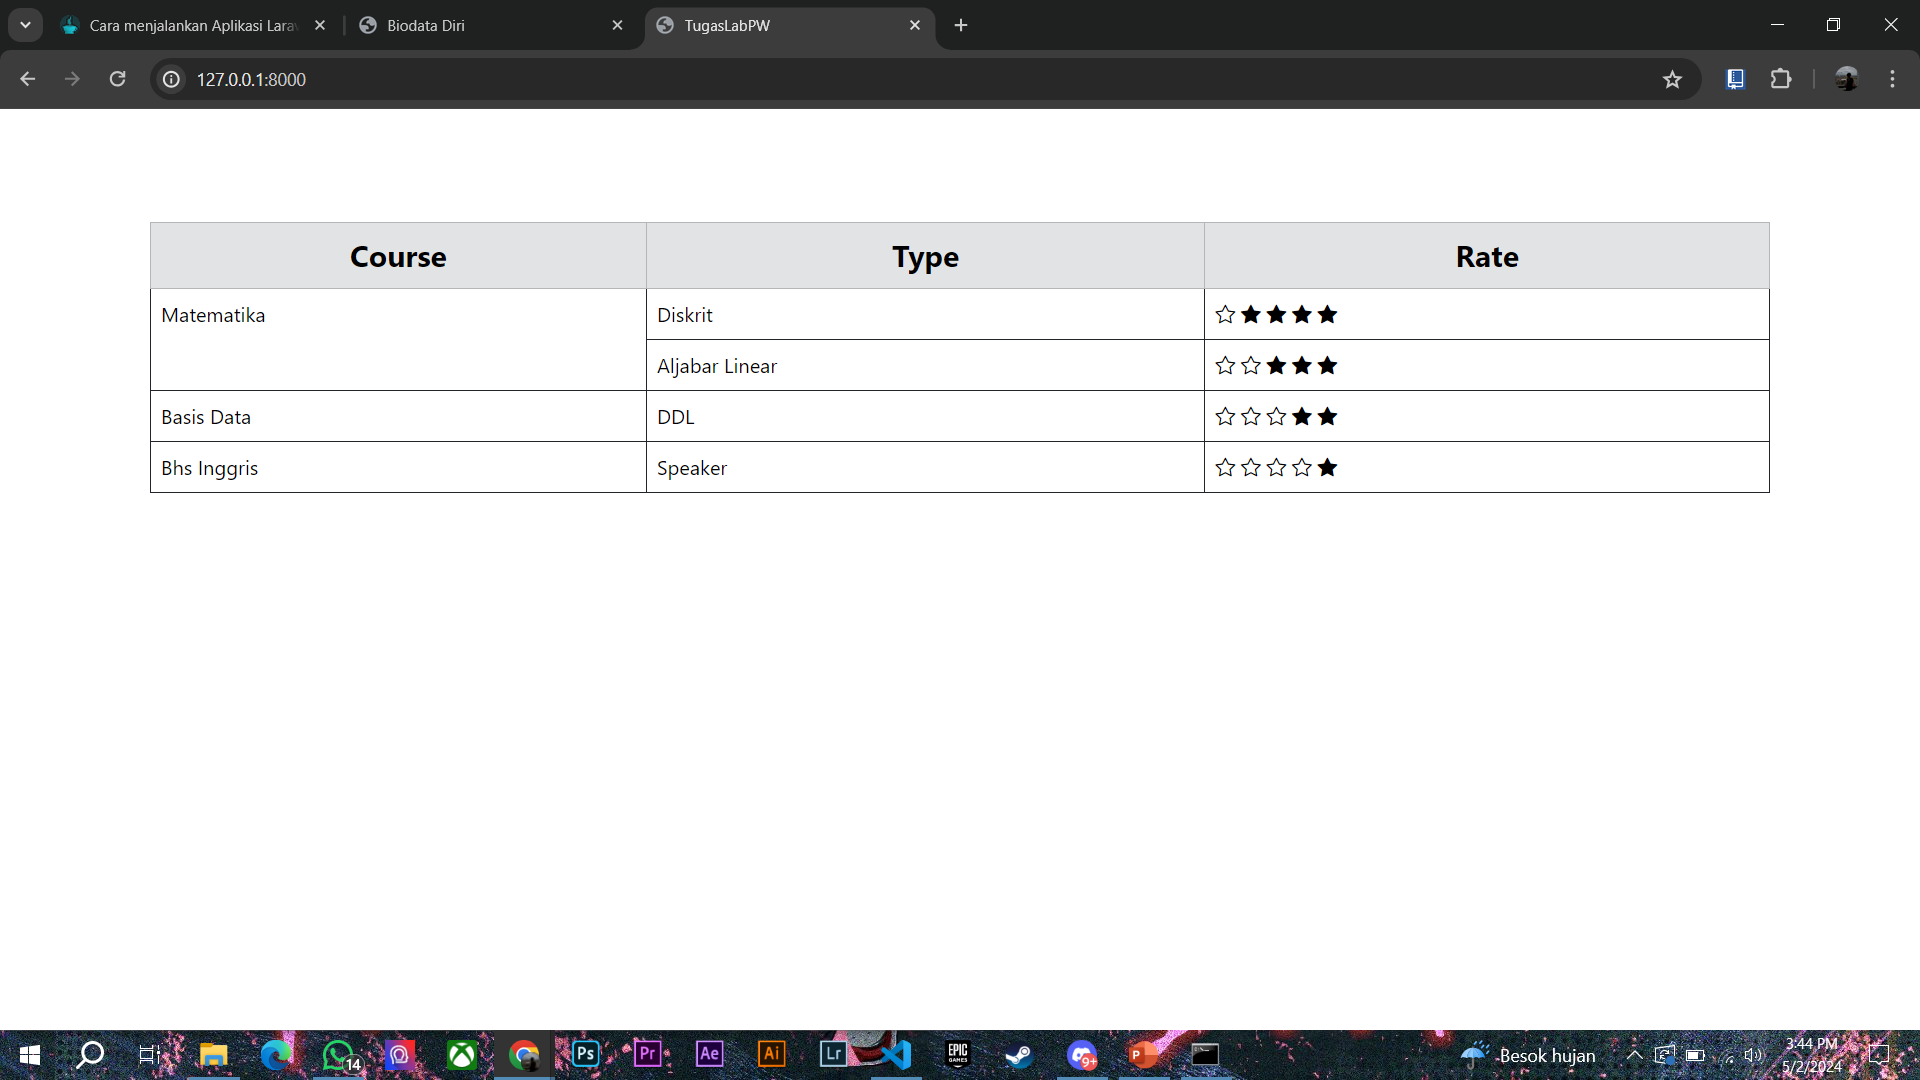 Cara menjalankan Aplikasi Larav
Biodata Diri
TugasLabPW
127.0.0.1:8000
Course Type Rate
Matematika Diskrit ☆★★★★
Aljabar Linear ☆☆★★★
Basis Data DDL ☆☆☆★★
Bhs Inggris Speaker ☆☆☆☆★
14
Ps
Pr
Ae
Ai
Lr
EPIC
GAMES
9+
P
Besok hujan
3:44 PM
5/2/2024